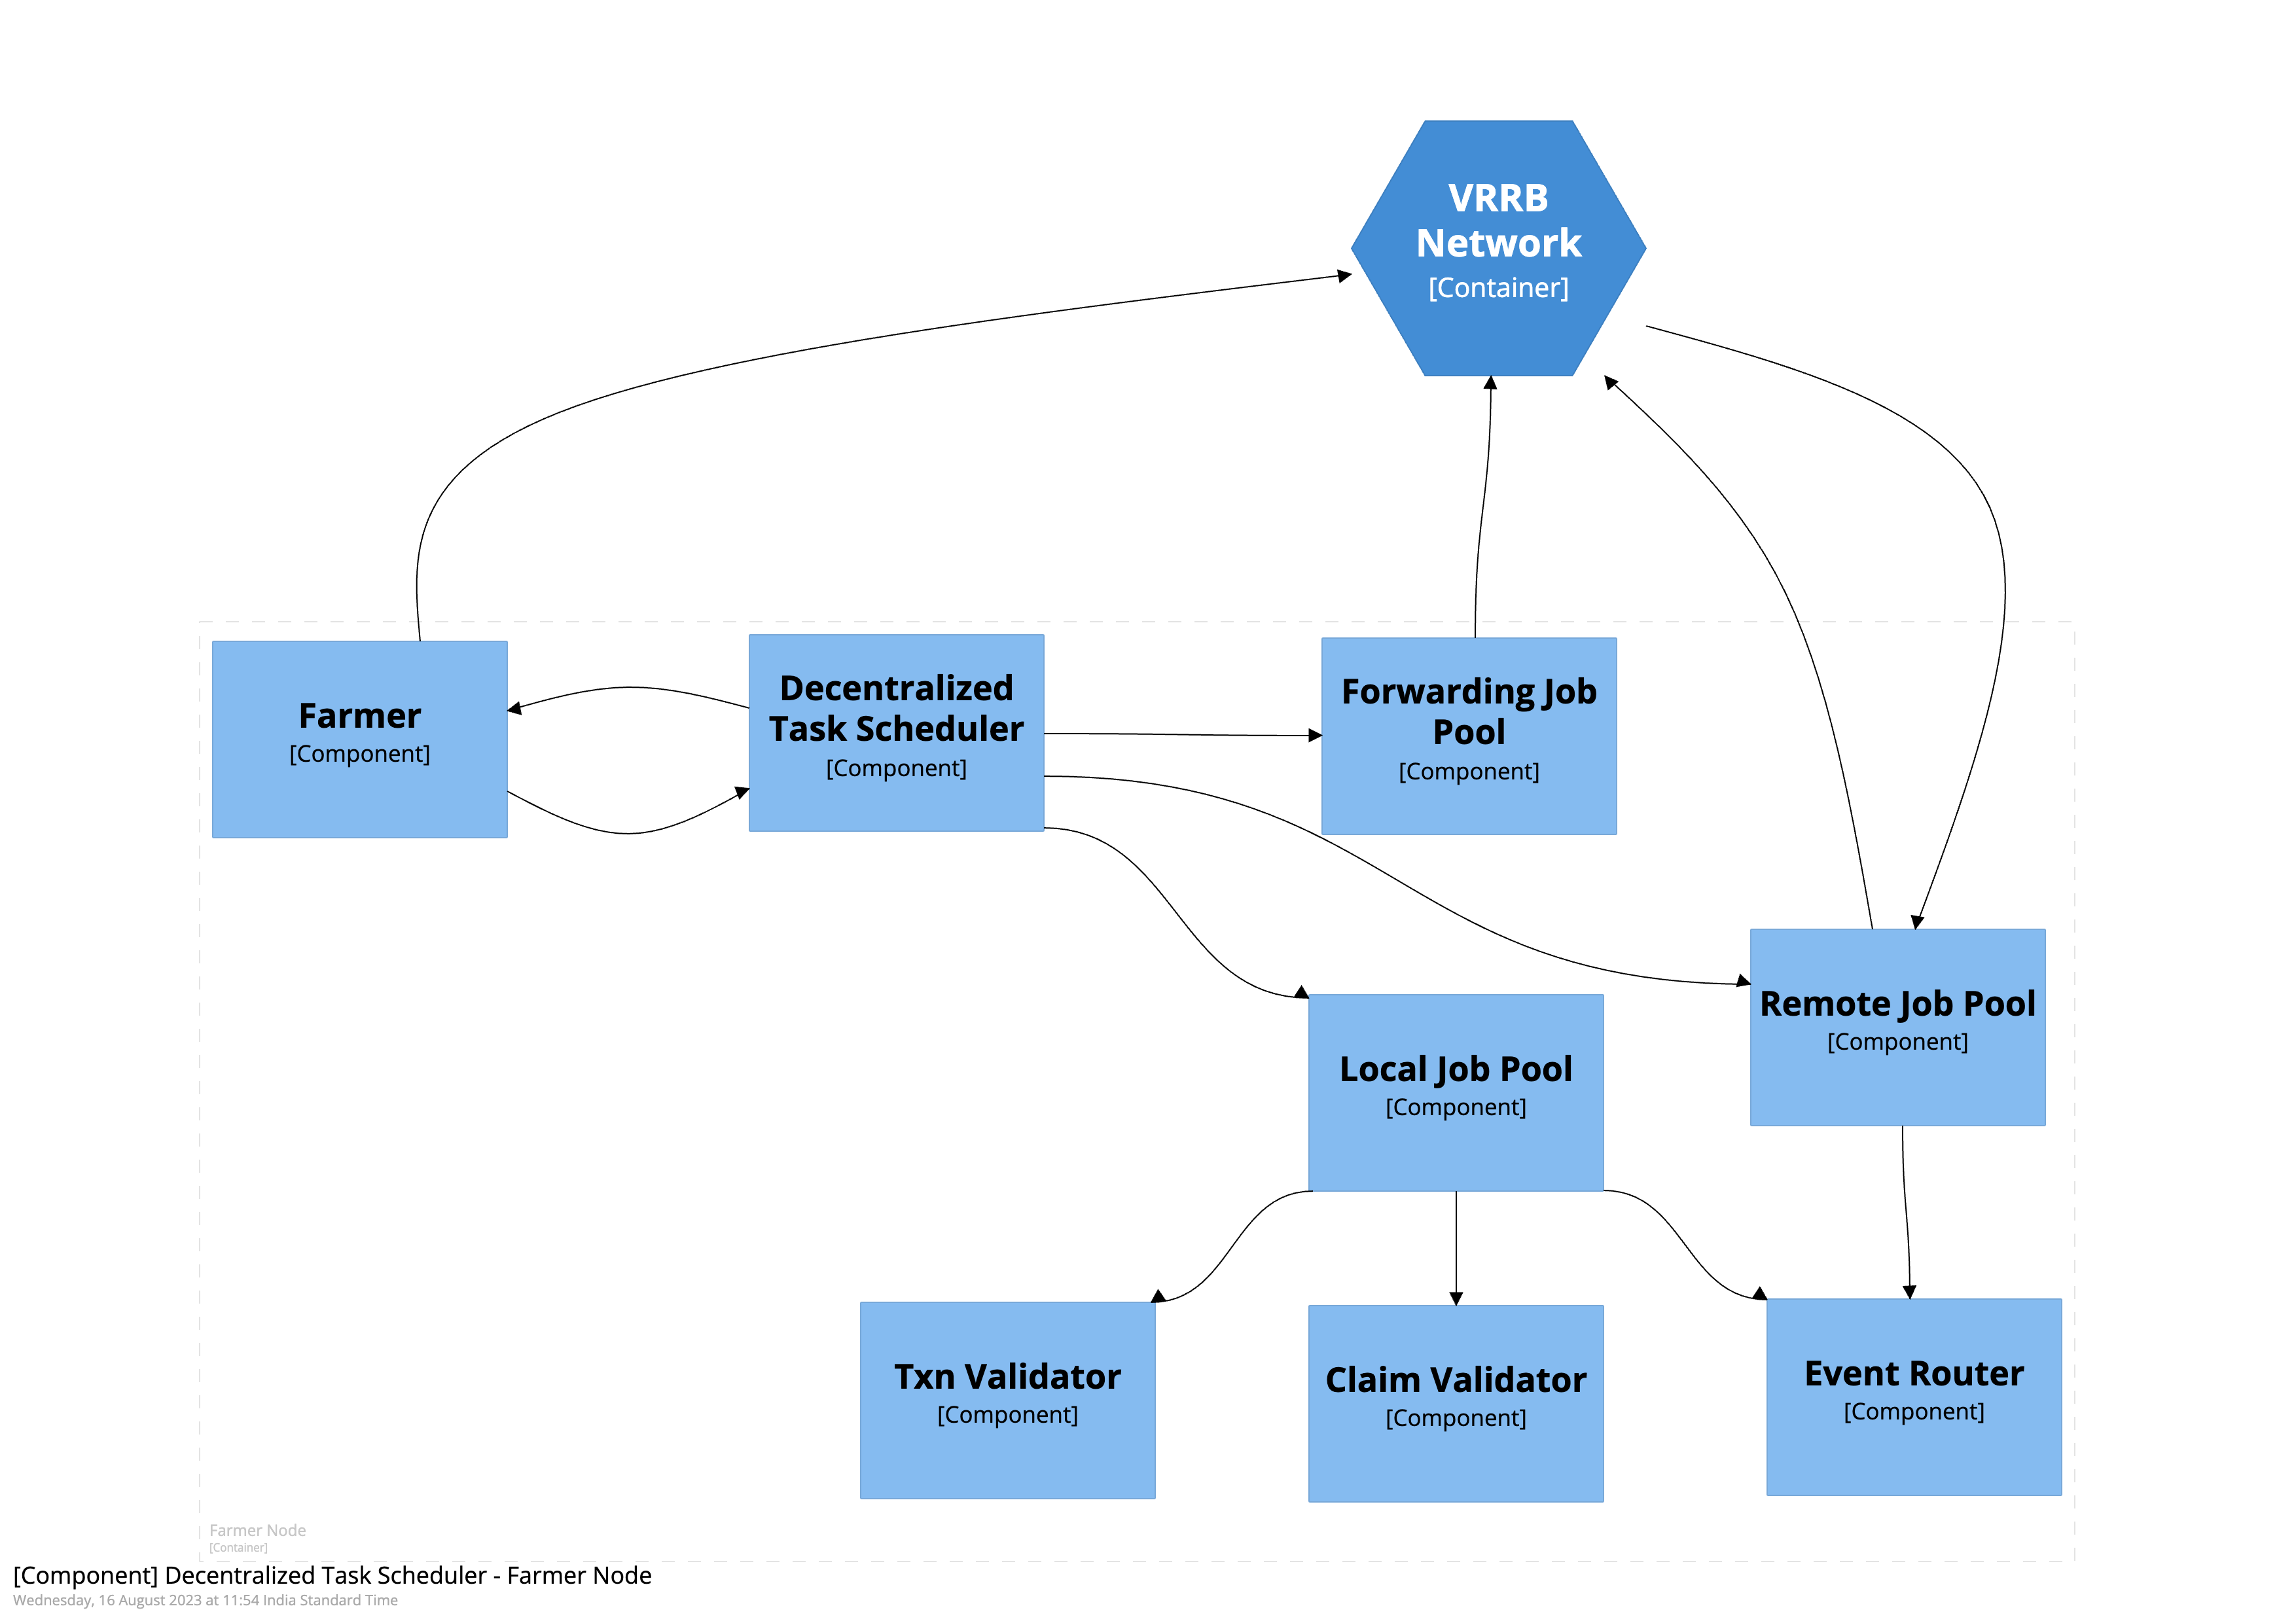 VRRB
Network
[Container]
Farmer
[Component]
Decentralized
Task Scheduler
[Component]
Forwarding Job
Pool
[Component]
Remote Job Pool
[Component]
Local Job Pool
[Component]
Txn Validator
[Component]
Claim Validator
[Component]
Event Router
[Component]
Farmer Node
[Container]
[Component] Decentralized Task Scheduler - Farmer Node
Wednesday, 16 August 2023 at 11:54 India Standard Time